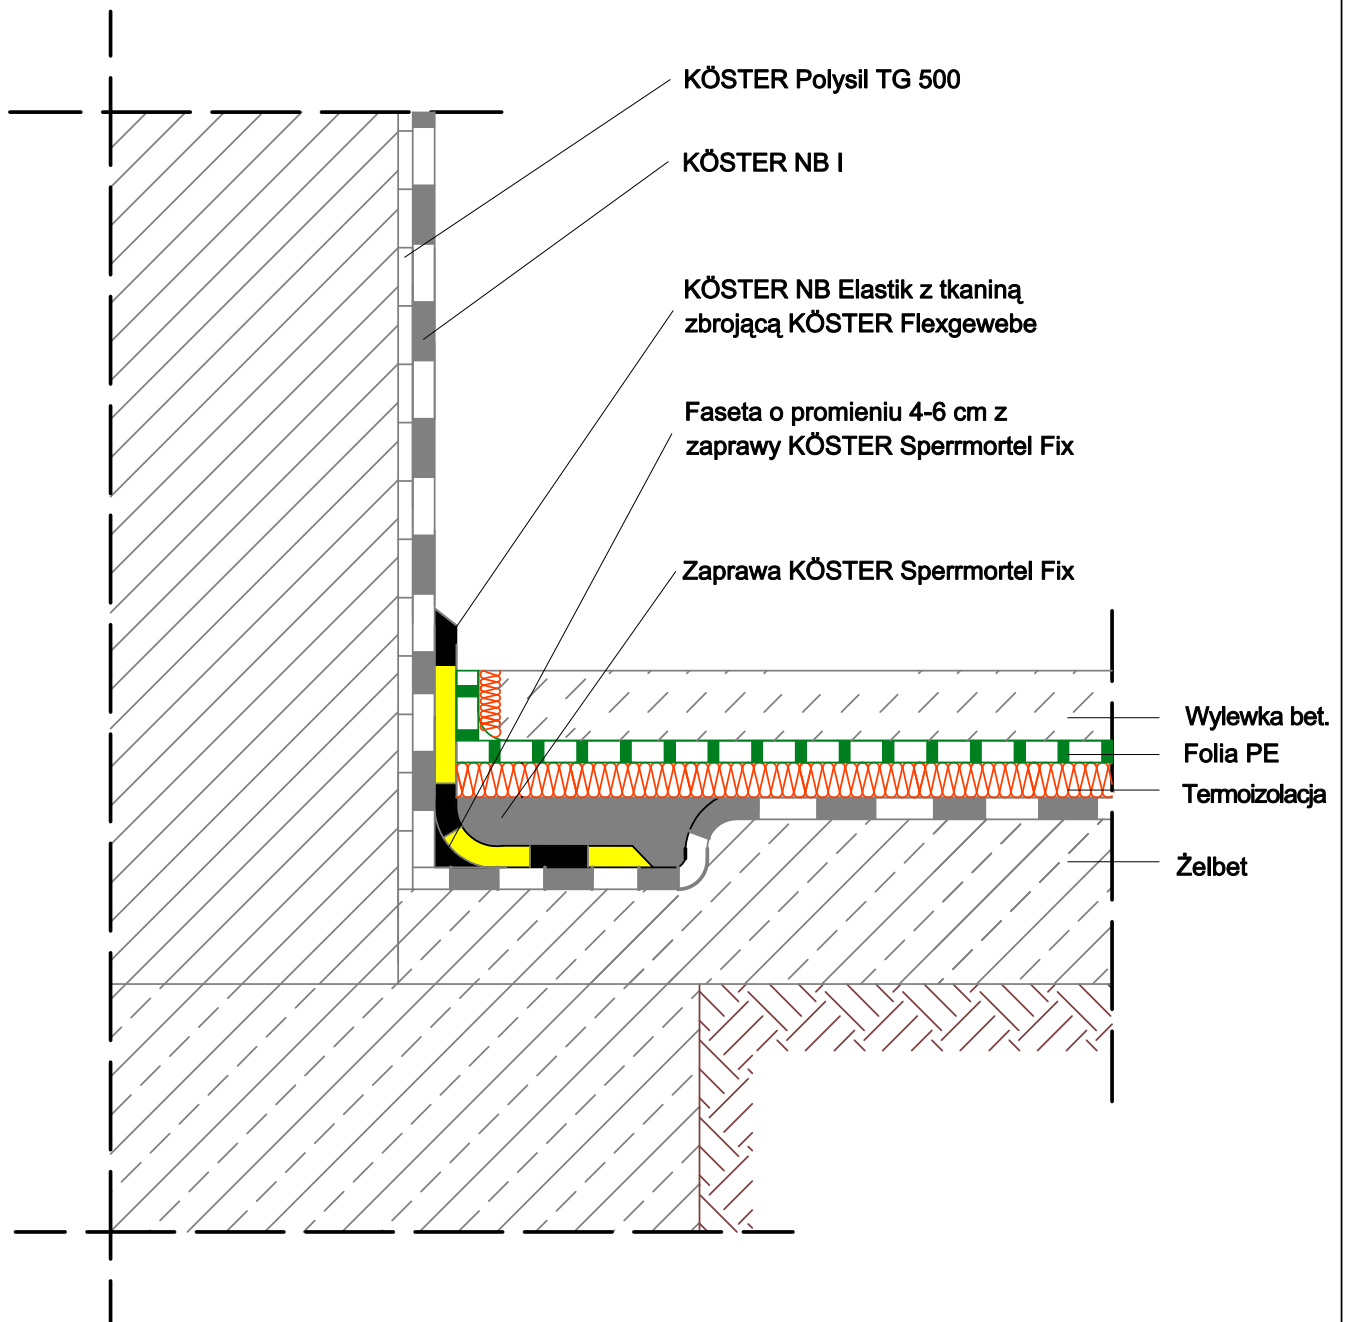 KÖSTER Polysil TG 500
KÖSTER NB I
KÖSTER NB Elastik z tkaniną
zbrojącą KÖSTER Flexgewebe
Faseta o promieniu 4-6 cm z
zaprawy KÖSTER Sperrmortel Fix
Zaprawa KÖSTER Sperrmortel Fix
Wylewka bet.
Folia PE
Termoizolacja
Żelbet